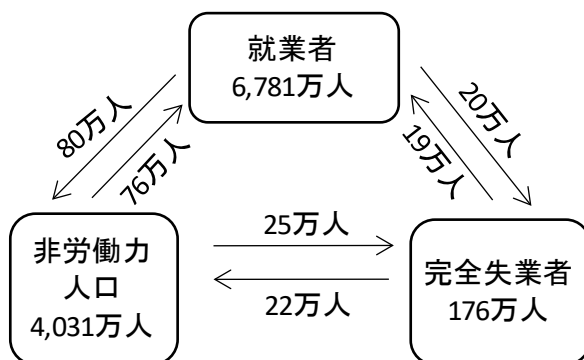 就業者
6,781万人
80万人
76万人
20万人
19万人
非労働力
人口
4,031万人
25万人
22万人
完全失業者
176万人